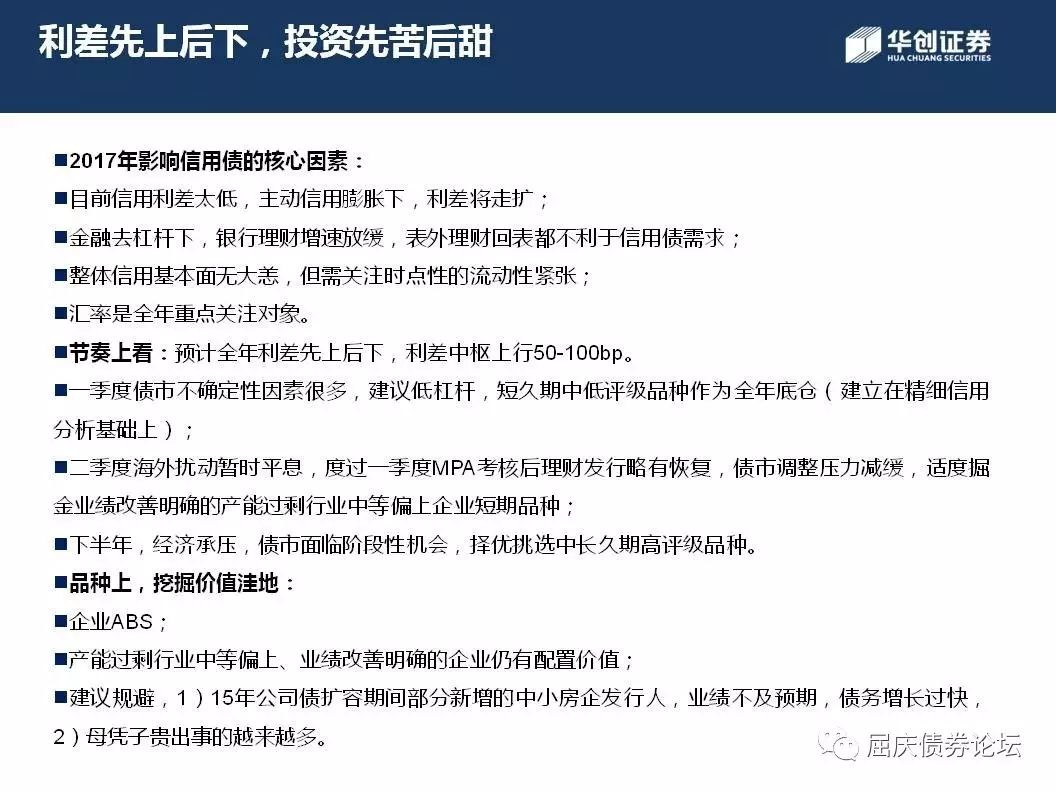 利差先上后下，投资先苦后甜
华创证券
HUA CHUANG SECURITIES
■2017年影响信用债的核心因素：
■目前信用利差太低，主动信用膨胀下，利差将走扩；
■金融去杠杆下，银行理财增速放缓，表外理财回表都不利于信用债需求；
■整体信用基本面无大恙，但需关注时点性的流动性紧张；
■汇率是全年重点关注对象。
■节奏上看：预计全年利差先上后下，利差中枢上行50-100bp。
■一季度债市不确定性因素很多，建议低杠杆，短久期中低评级品种作为全年底仓（建立在精细信用
分析基础上）；
■二季度海外扰动暂时平息，度过一季度MPA考核后理财发行略有恢复，债市调整压力减缓，适度掘
金业绩改善明确的产能过剩行业中等偏上企业短期品种；
■下半年，经济承压，债市面临阶段性机会，择优挑选中长久期高评级品种。
■品种上，挖掘价值洼地：
■企业ABS；
■产能过剩行业中等偏上、业绩改善明确的企业仍有配置价值；
■建议规避，1）15年公司债扩容期间部分新增的中小房企发行人，业绩不及预期，债务增长过快，
2）母凭子贵出事的越来越多。
屈庆债券论坛